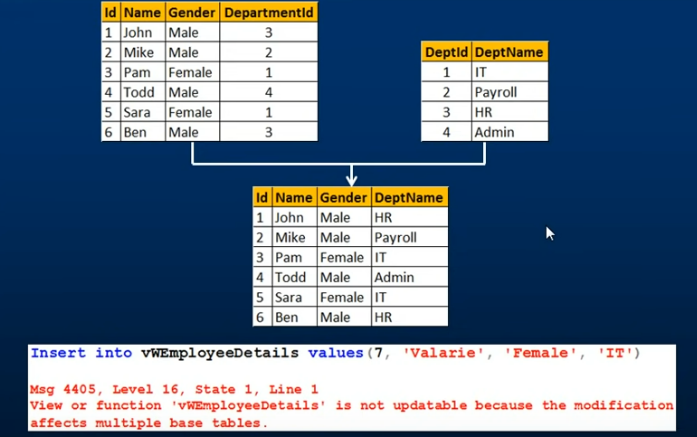 Id Name Gender DepartmentId
1 John Male 3
2 Mike Male 2
3 Pam Female 1
4 Todd Male 4
5 Sara Female 1
6 Ben Male 3
DeptId DeptName
1 IT
2 Payroll
3 HR
4 Admin
Id Name Gender DeptName
1 John Male HR
2 Mike Male Payroll
3 Pam Female IT
4 Todd Male Admin
5 Sara Female IT
6 Ben Male HR
Insert into vWEmployeeDetails values(7, 'Valarie', 'Female', 'IT')
Msg 4405, Level 16, State 1, Line 1
View or function 'vWEmployeeDetails' is not updatable because the modification
affects multiple base tables.